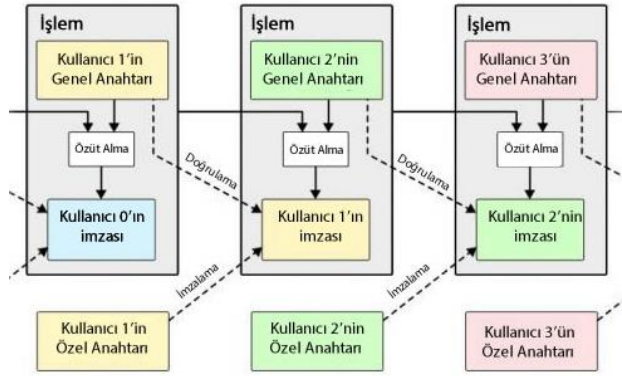 İşlem
Kullanıcı 1'in
Genel Anahtarı
Özüt Alma
Kullanıcı 0'ın
imzası
İşlem
Kullanıcı 2'nin
Genel Anahtarı
Özüt Alma
Kullanıcı 1'ın
imzası
İşlem
Kullanıcı 3'ün
Genel Anahtarı
Özüt Alma
Kullanıcı 2'nin
imzası
Doğrulama
Doğrulama
İmzalama
İmzalama
Kullanıcı 1'in
Özel Anahtarı
Kullanıcı 2'nin
Özel Anahtarı
Kullanıcı 3'ün
Özel Anahtarı